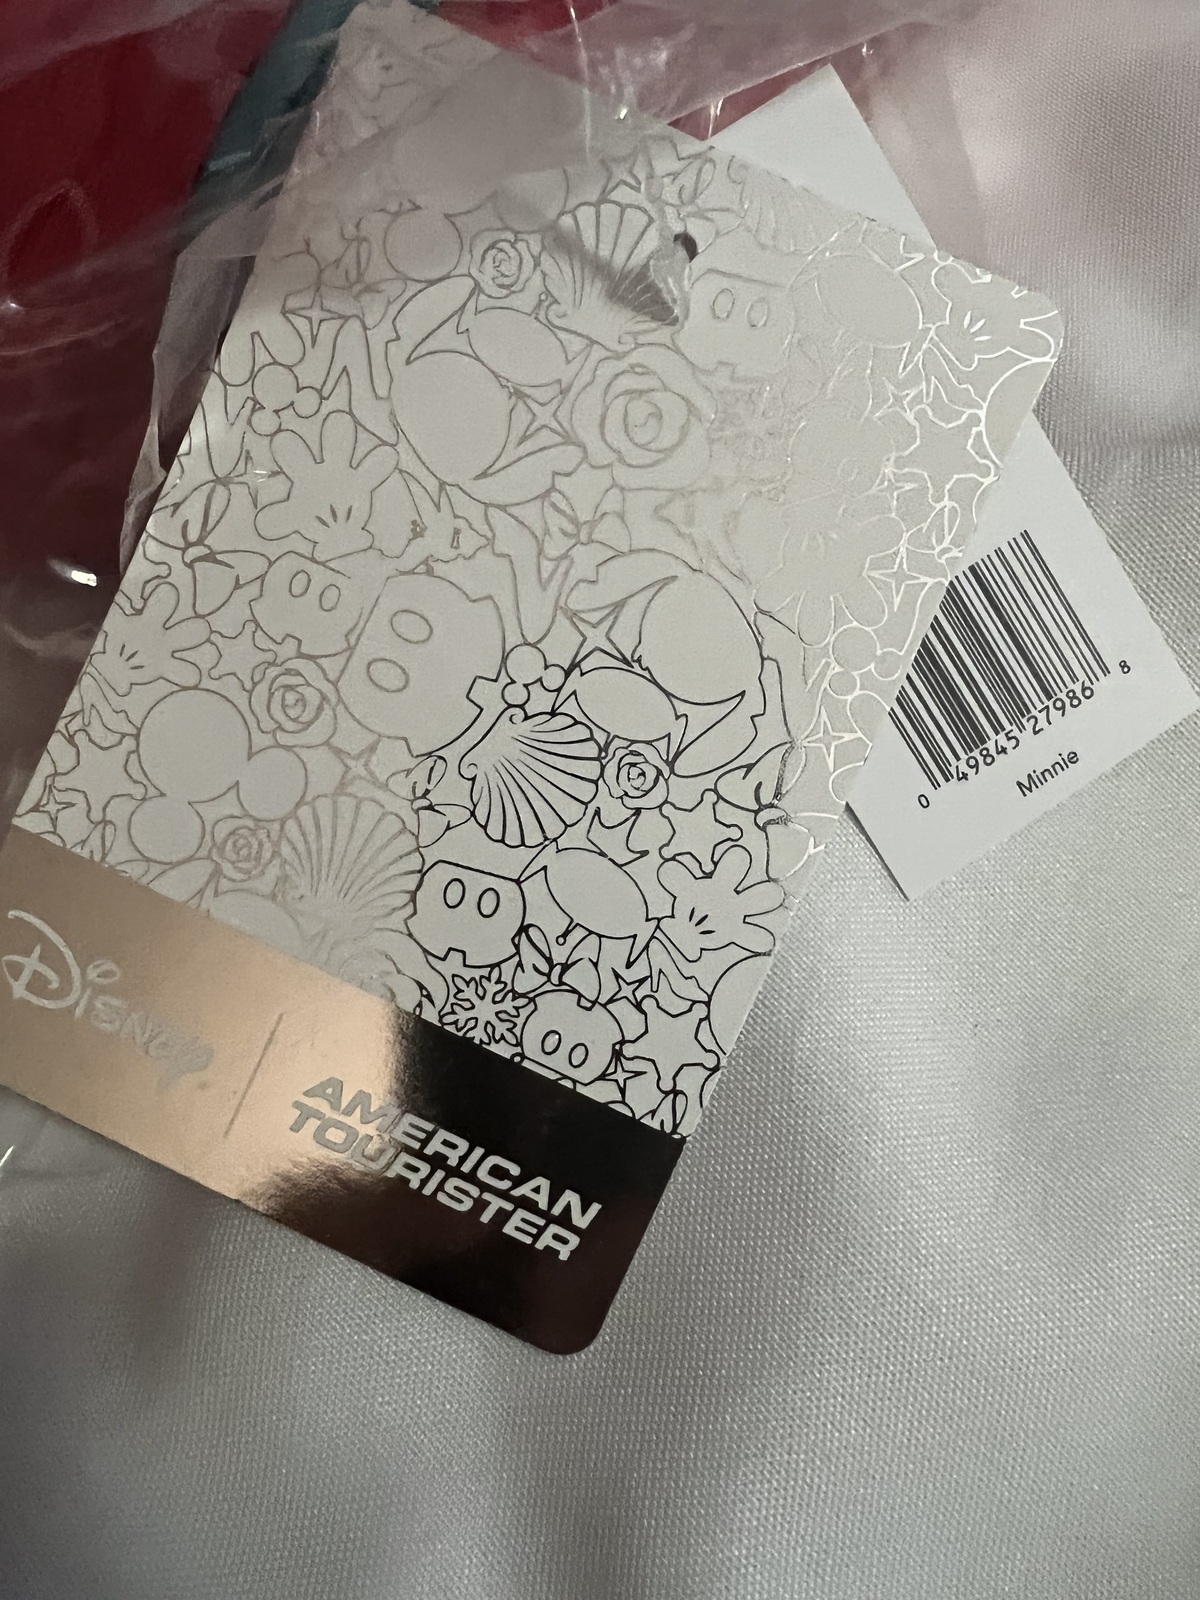 0 49845 27986 8
Minnie
Disney
AMERICAN
TOURISTER